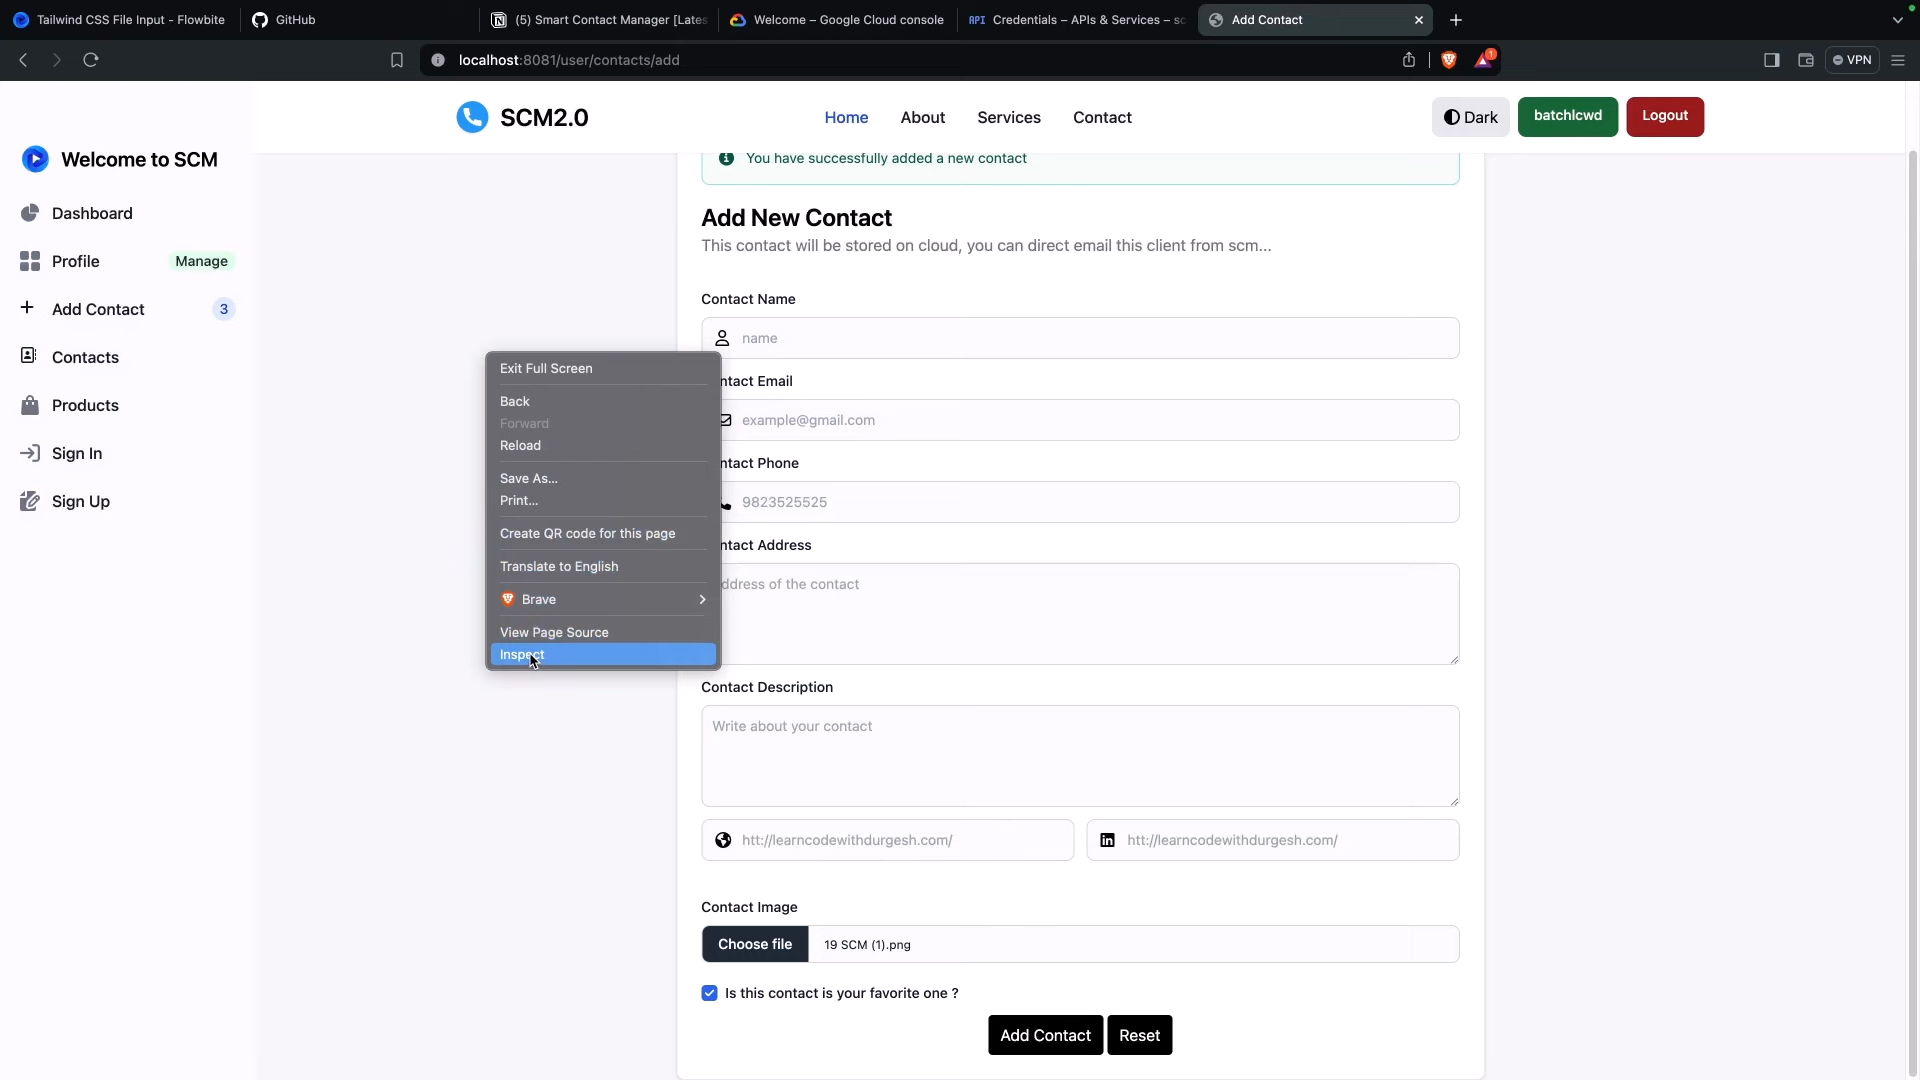 Tailwind CSS File Input - Flowbite
GitHub
(5) Smart Contact Manager [Lates
Welcome – Google Cloud console
API Credentials – APIs & Services – sc
Add Contact
localhost:8081/user/contacts/add
1
VPN
SCM2.0
Home
About
Services
Contact
Dark
batchlcwd
Logout
Welcome to SCM
Dashboard
Profile
Manage
Add Contact
3
Contacts
Products
Sign In
Sign Up
You have successfully added a new contact
Add New Contact
This contact will be stored on cloud, you can direct email this client from scm...
Contact Name
name
ntact Email
example@gmail.com
ntact Phone
9823525525
ntact Address
ddress of the contact
Exit Full Screen
Back
Forward
Reload
Save As...
Print...
Create QR code for this page
Translate to English
Brave
View Page Source
Inspect
Contact Description
Write about your contact
htt://learncodewithdurgesh.com/
in
htt://learncodewithdurgesh.com/
Contact Image
Choose file
19 SCM (1).png
Is this contact is your favorite one ?
Add Contact
Reset